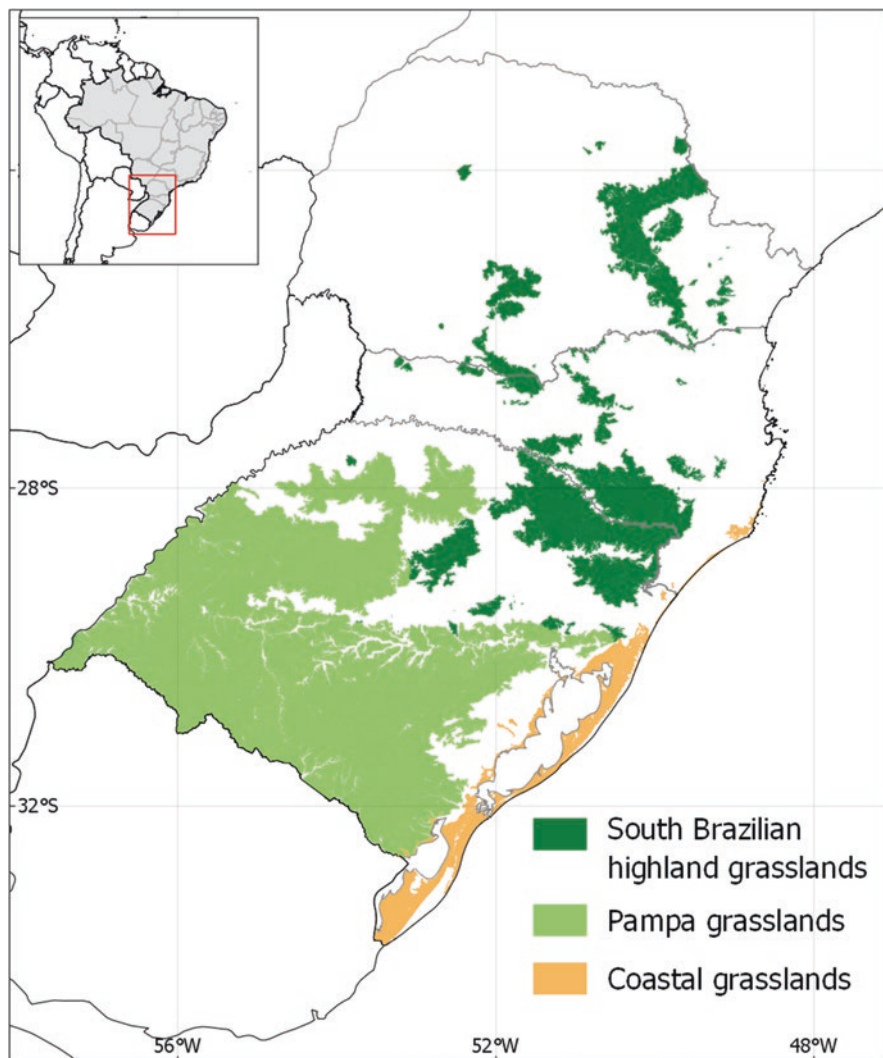 28°S
32°S
South Brazilian
highland grasslands
Pampa grasslands
Coastal grasslands
56°W
52°W
48°W